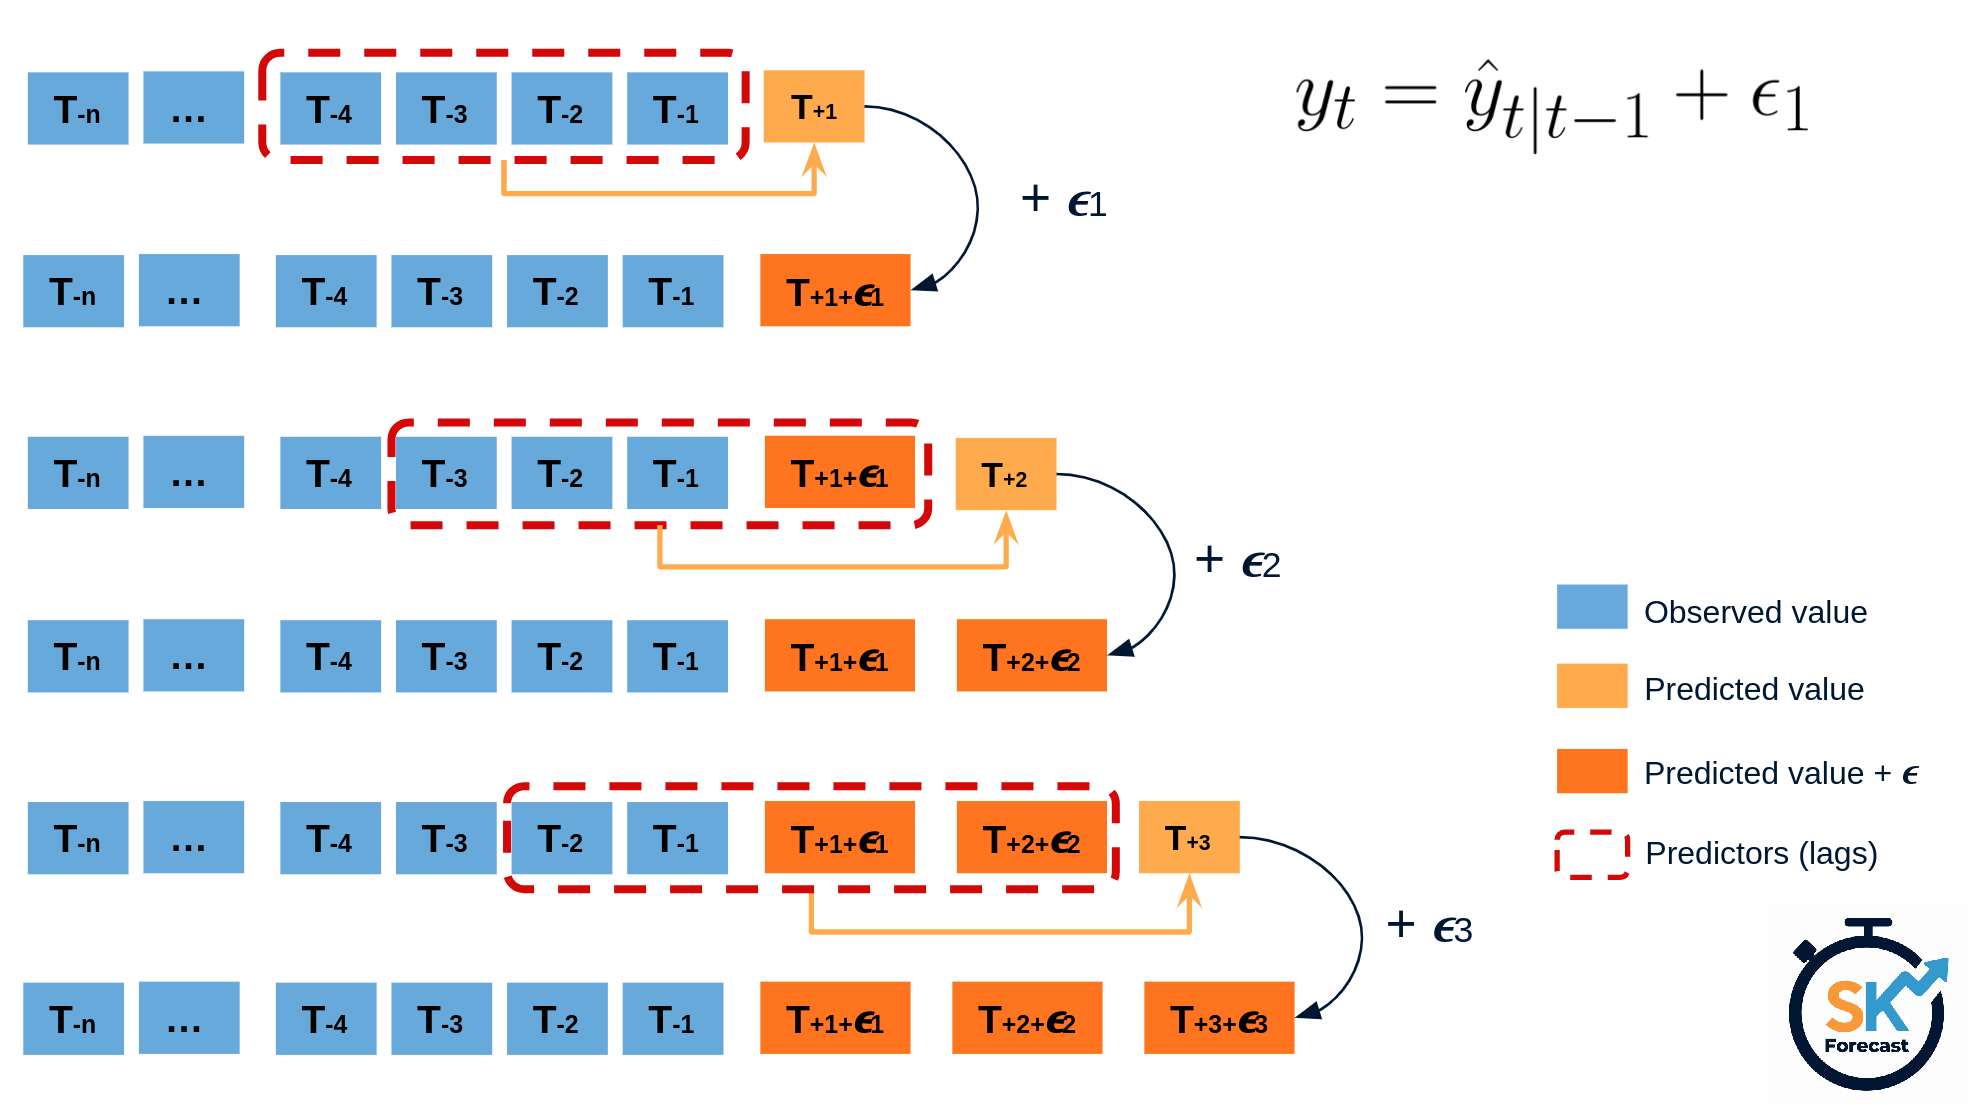 T-n ... T-4 T-3 T-2 T-1 T+1
y_t = ŷ_{t|t−1} + ϵ_1
+ ϵ1
T-n ... T-4 T-3 T-2 T-1 T+1+ϵ1
T-n ... T-4 T-3 T-2 T-1 T+1+ϵ1 T+2
+ ϵ2
T-n ... T-4 T-3 T-2 T-1 T+1+ϵ1 T+2+ϵ2
T-n ... T-4 T-3 T-2 T-1 T+1+ϵ1 T+2+ϵ2 T+3
+ ϵ3
T-n ... T-4 T-3 T-2 T-1 T+1+ϵ1 T+2+ϵ2 T+3+ϵ3
Observed value
Predicted value
Predicted value + ϵ
Predictors (lags)
SK
Forecast